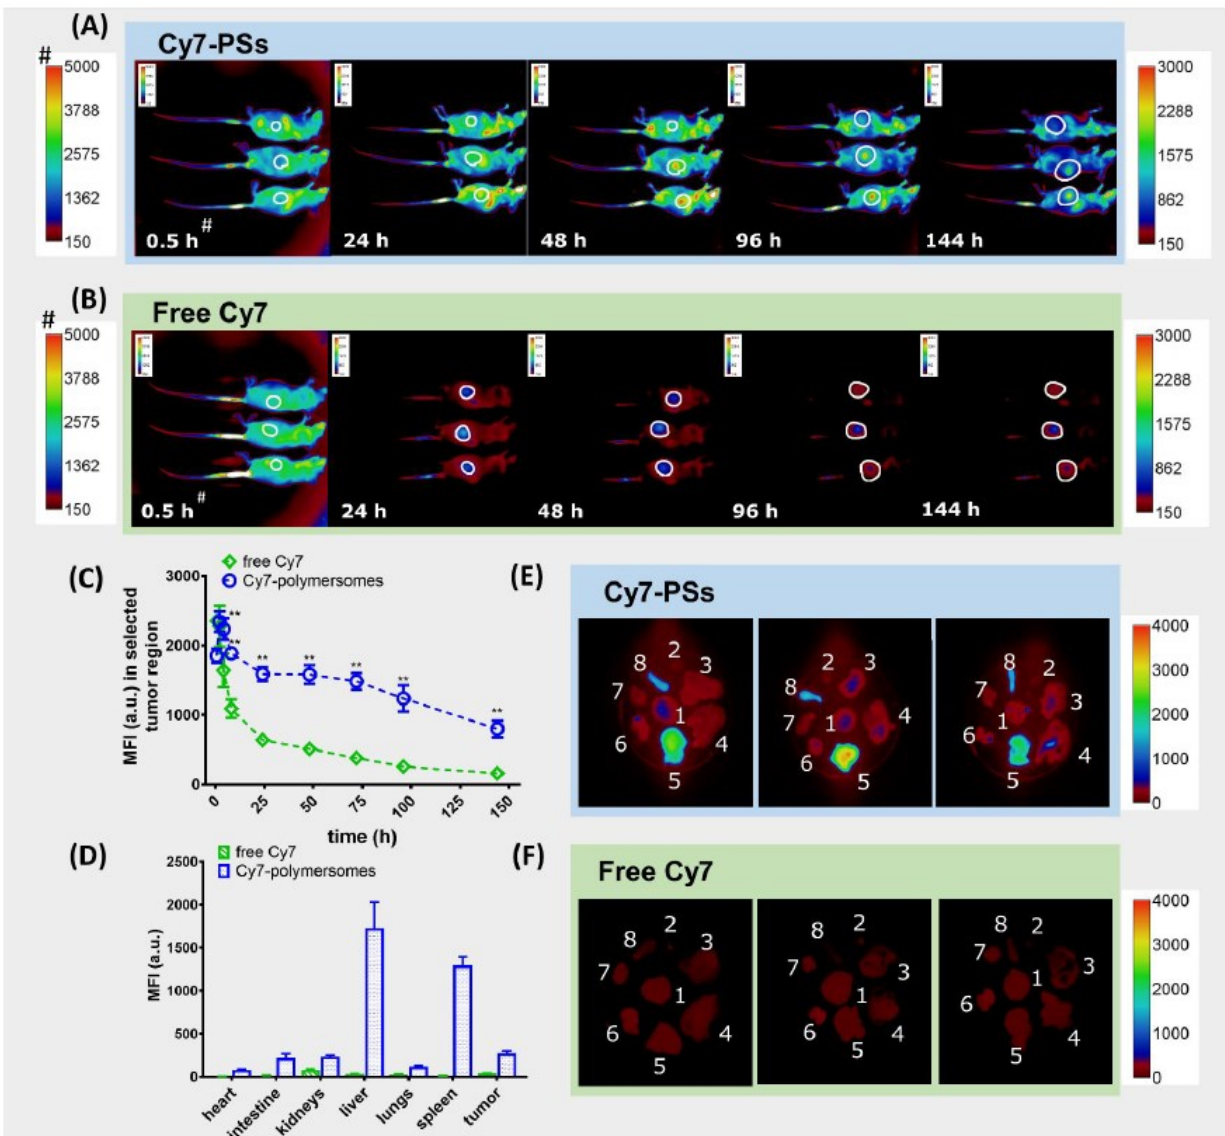 (A)
Cy7-PSs
#
5000
3788
2575
1362
150
0.5 h #
24 h
48 h
96 h
144 h
3000
2288
1575
862
150
(B)
Free Cy7
#
5000
3788
2575
1362
150
0.5 h #
24 h
48 h
96 h
144 h
3000
2288
1575
862
150
(C)
free Cy7
Cy7-polymersomes
MFI (a.u.) in selected
tumor region
3000
2000
1000
0
** ** ** ** ** ** **
0 25 50 75 100 125 150
time (h)
(D)
free Cy7
Cy7-polymersomes
MFI (a.u.)
2500
2000
1500
1000
500
0
heart intestine kidneys liver lungs spleen tumor
(E)
Cy7-PSs
8 2 3 7 1 6 4 5
2 3 8 7 1 4 6 5
8 2 3 7 1 6 4 5
4000
3000
2000
1000
0
(F)
Free Cy7
8 2 3 7 1 6 4 5
8 2 3 7 1 6 4 5
8 2 3 7 1 6 4 5
4000
3000
2000
1000
0